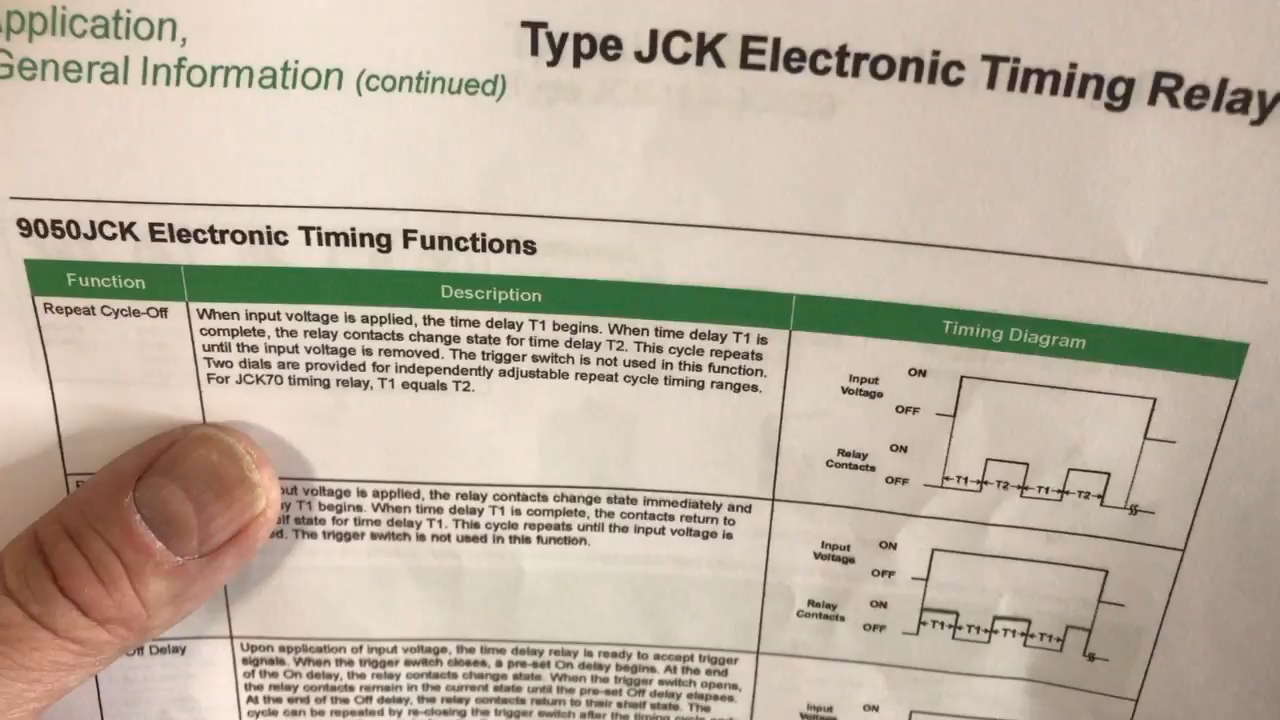 pplication,
General Information (continued)
Type JCK Electronic Timing Relay
9050JCK Electronic Timing Functions
Function
Description
Timing Diagram
Repeat Cycle-Off
When input voltage is applied, the time delay T1 begins. When time delay T1 is
complete, the relay contacts change state for time delay T2. This cycle repeats
until the input voltage is removed. The trigger switch is not used in this function.
Two dials are provided for independently adjustable repeat cycle timing ranges.
For JCK70 timing relay, T1 equals T2.
Input
Voltage
ON
OFF
Relay
Contacts
ON
OFF
T1
T2
T1
T2
voltage is applied, the relay contacts change state immediately and
T1 begins. When time delay T1 is complete, the contacts return to
state for time delay T1. This cycle repeats until the input voltage is
The trigger switch is not used in this function.
Input
Voltage
ON
OFF
Relay
Contacts
ON
OFF
T1
T1
T1
T1
Off Delay
Upon application of input voltage, the time delay relay is ready to accept trigger
signals. When the trigger switch closes, a pre-set On delay begins. At the end
of the On delay, the relay contacts change state. When the trigger switch opens,
the relay contacts remain in the current state until the pre-set Off delay elapses.
At the end of the Off delay, the relay contacts return to their shelf state. The
cycle can be repeated by re-closing the trigger switch after the timing cycle
Input
Voltage
ON